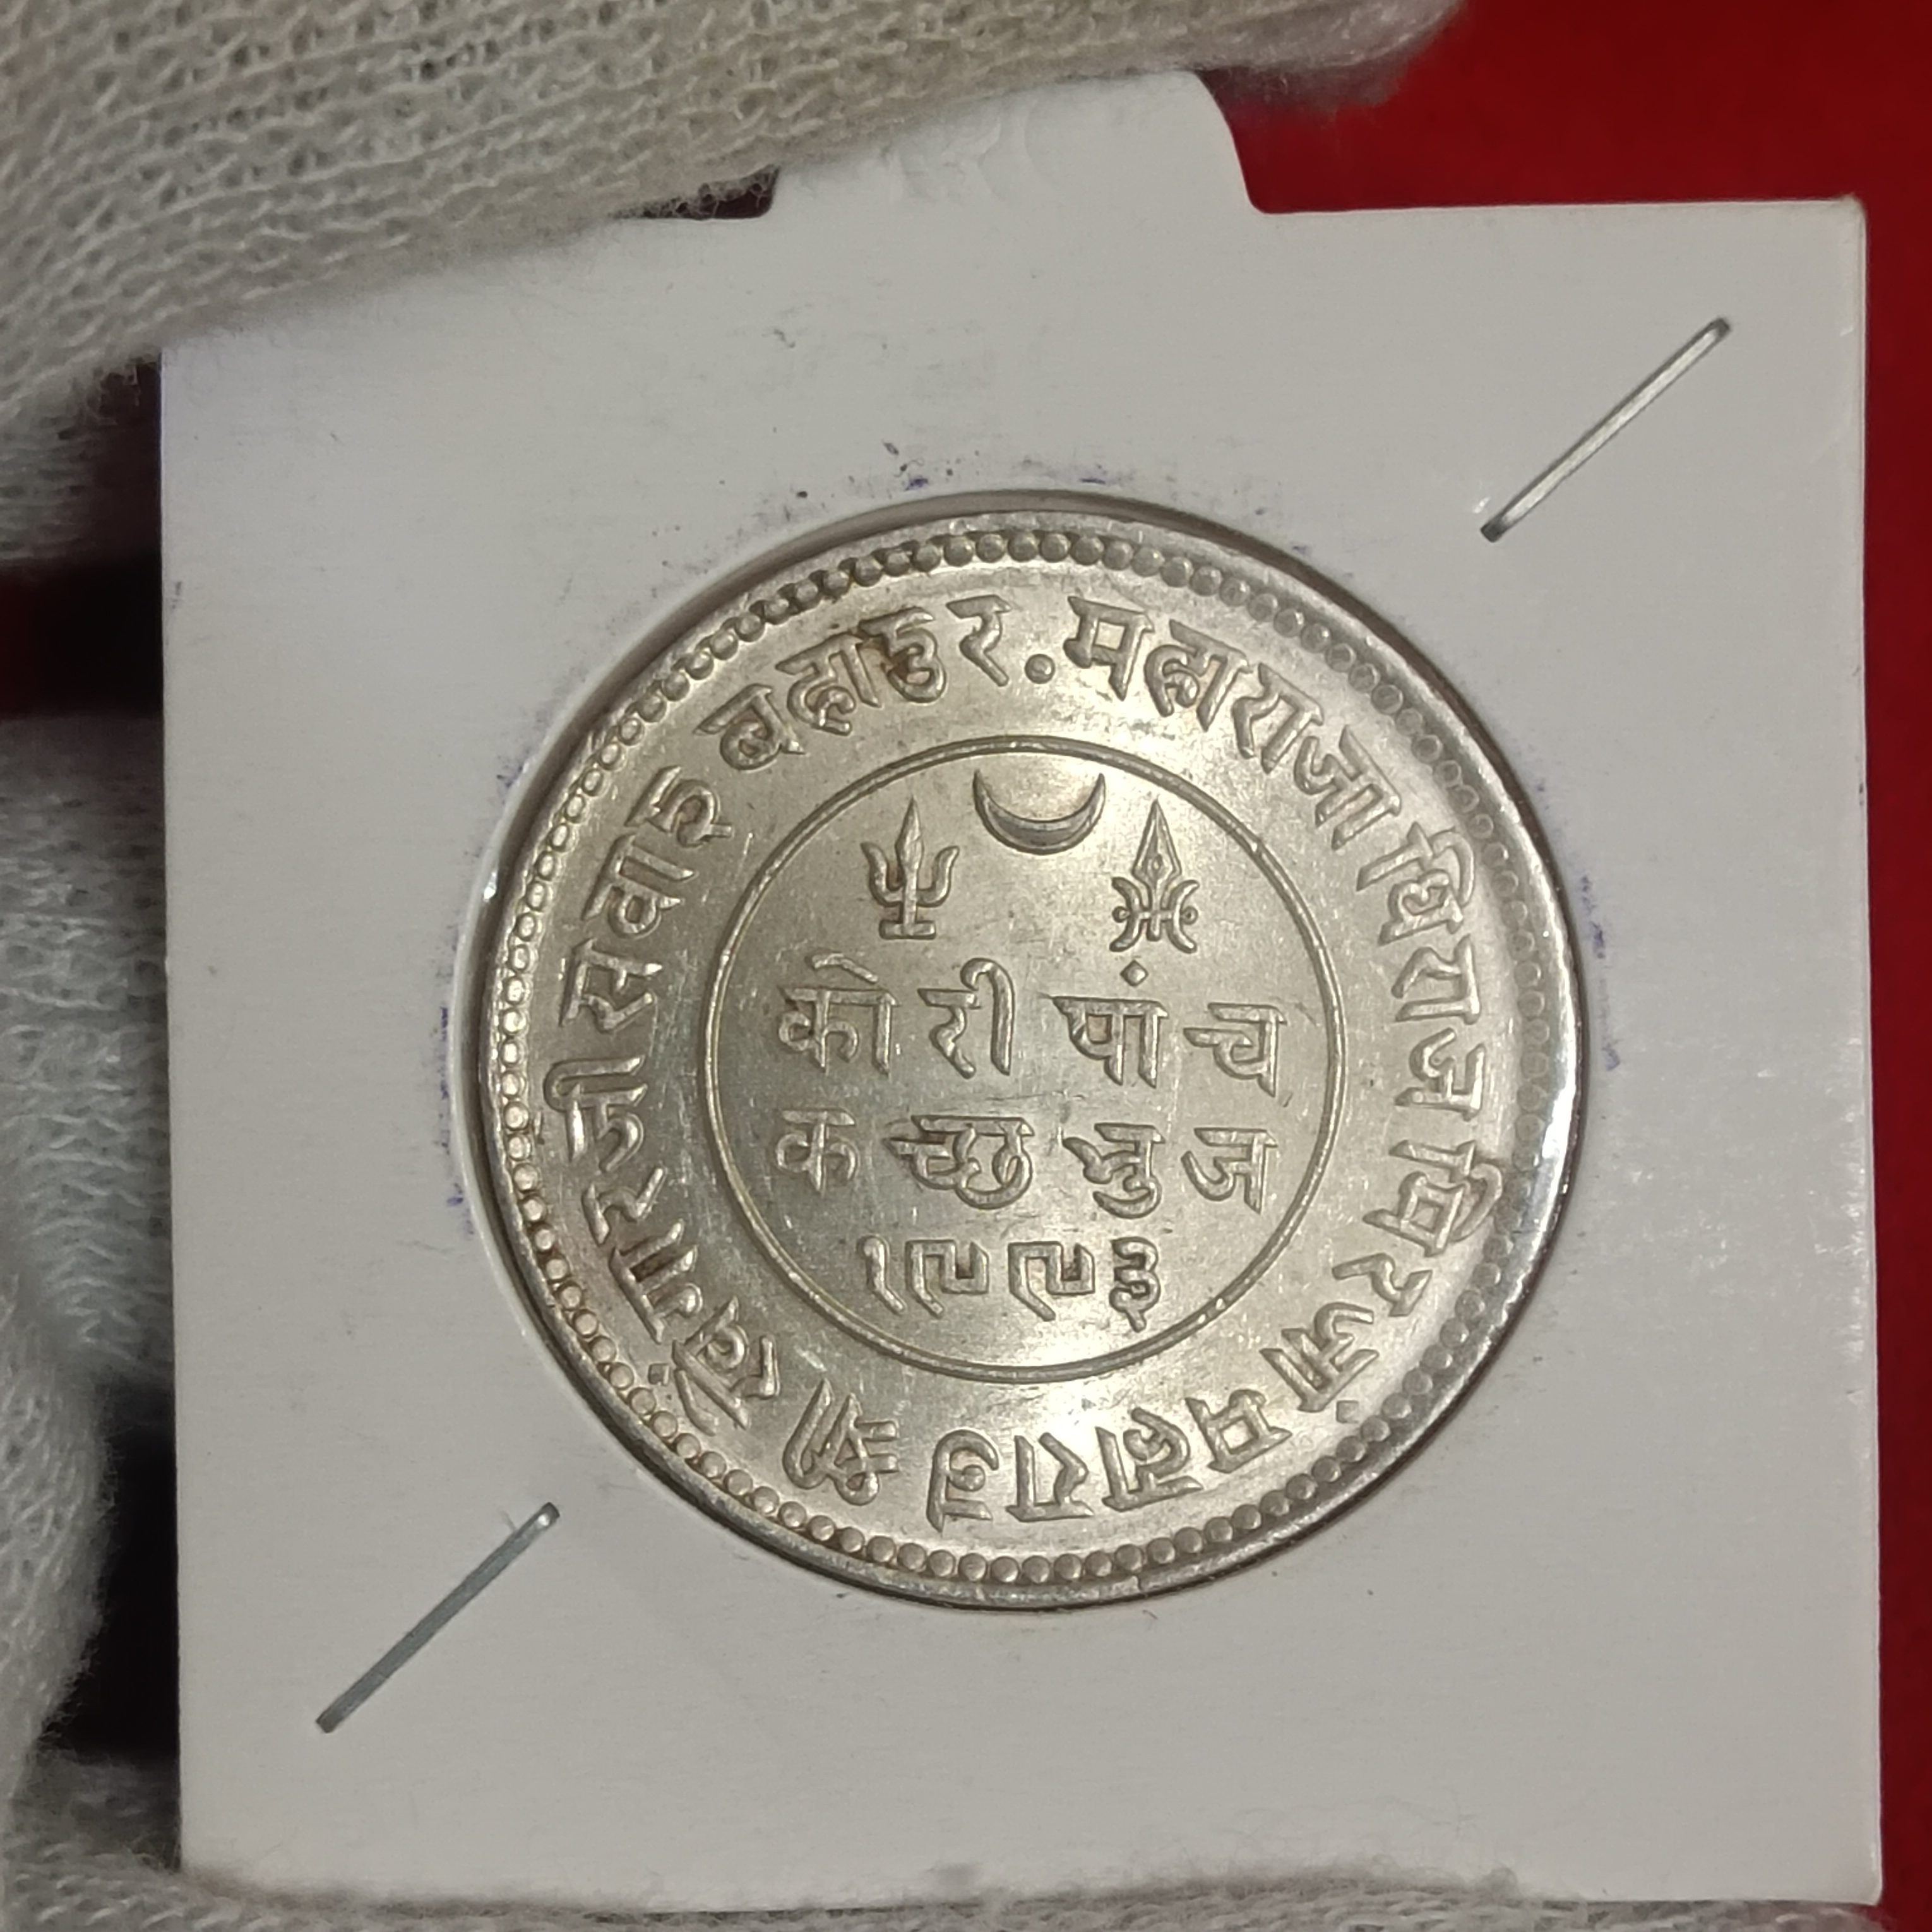 महाराजाधिराज मिरजां महाराउ श्री खेंगारजी सवाइ बहादुर .
कोरी पांच
कच्छ भुज
१९९३